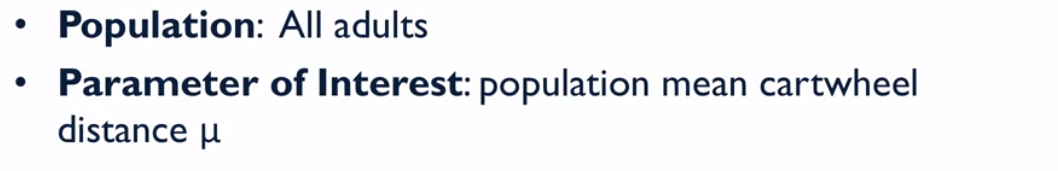 • Population: All adults
• Parameter of Interest: population mean cartwheel
distance μ